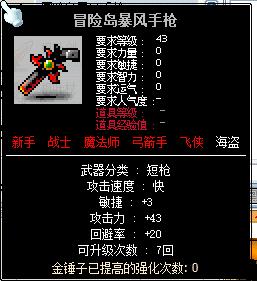 冒险岛暴风手枪
要求等级： 43
要求力量： 0
要求敏捷： 0
要求智力： 0
要求运气： 0
要求人气度： -
道具等级： -
道具经验值： -
新手 战士 魔法师 弓箭手 飞侠 海盗
武器分类 : 短枪
攻击速度 : 快
敏捷 : +3
攻击力 : +43
回避率 : +20
可升级次数 : 7回
金锤子已提高的强化次数: 0